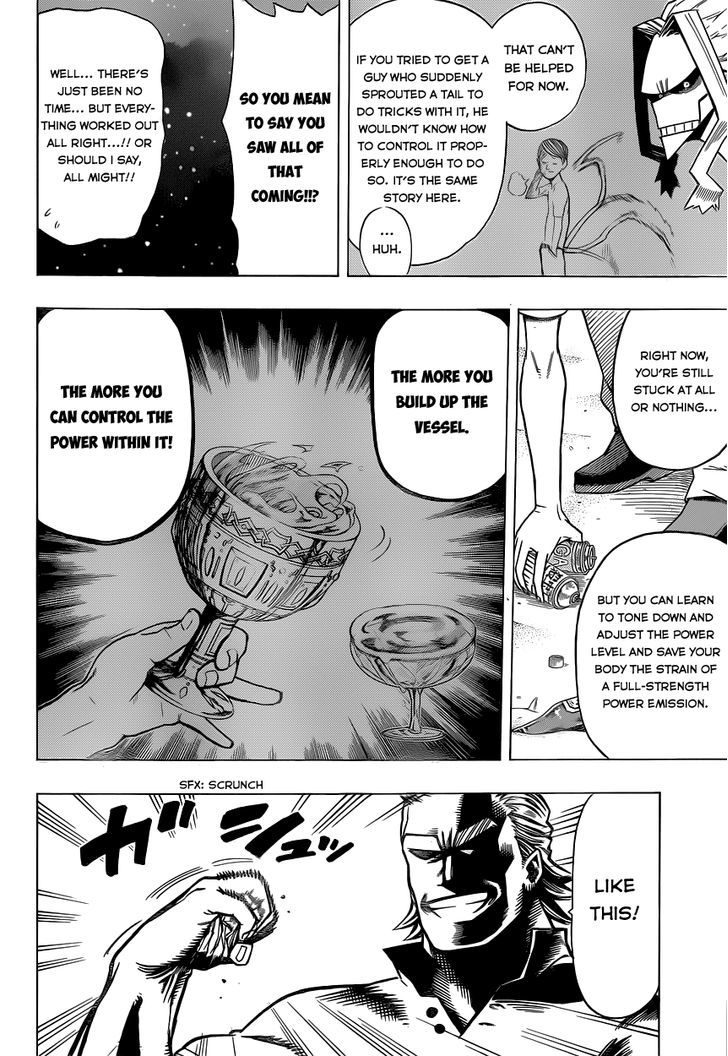 THAT CAN'T
BE HELPED
FOR NOW.
IF YOU TRIED TO GET A
GUY WHO SUDDENLY
SPROUTED A TAIL TO
DO TRICKS WITH IT, HE
WOULDN'T KNOW HOW
TO CONTROL IT PROP-
ERLY ENOUGH TO DO
SO. IT'S THE SAME
STORY HERE.
...
HUH.
SO YOU MEAN
TO SAY YOU
SAW ALL OF
THAT
COMING!!?
WELL... THERE'S
JUST BEEN NO
TIME... BUT EVERY-
THING WORKED OUT
ALL RIGHT...!! OR
SHOULD I SAY,
ALL MIGHT!!
RIGHT NOW,
YOU'RE STILL
STUCK AT ALL
OR NOTHING...
BUT YOU CAN LEARN
TO TONE DOWN AND
ADJUST THE POWER
LEVEL AND SAVE YOUR
BODY THE STRAIN OF
A FULL-STRENGTH
POWER EMISSION.
THE MORE YOU
BUILD UP THE
VESSEL.
THE MORE YOU
CAN CONTROL THE
POWER WITHIN IT!
SFX: SCRUNCH
グシュッ
LIKE
THIS!